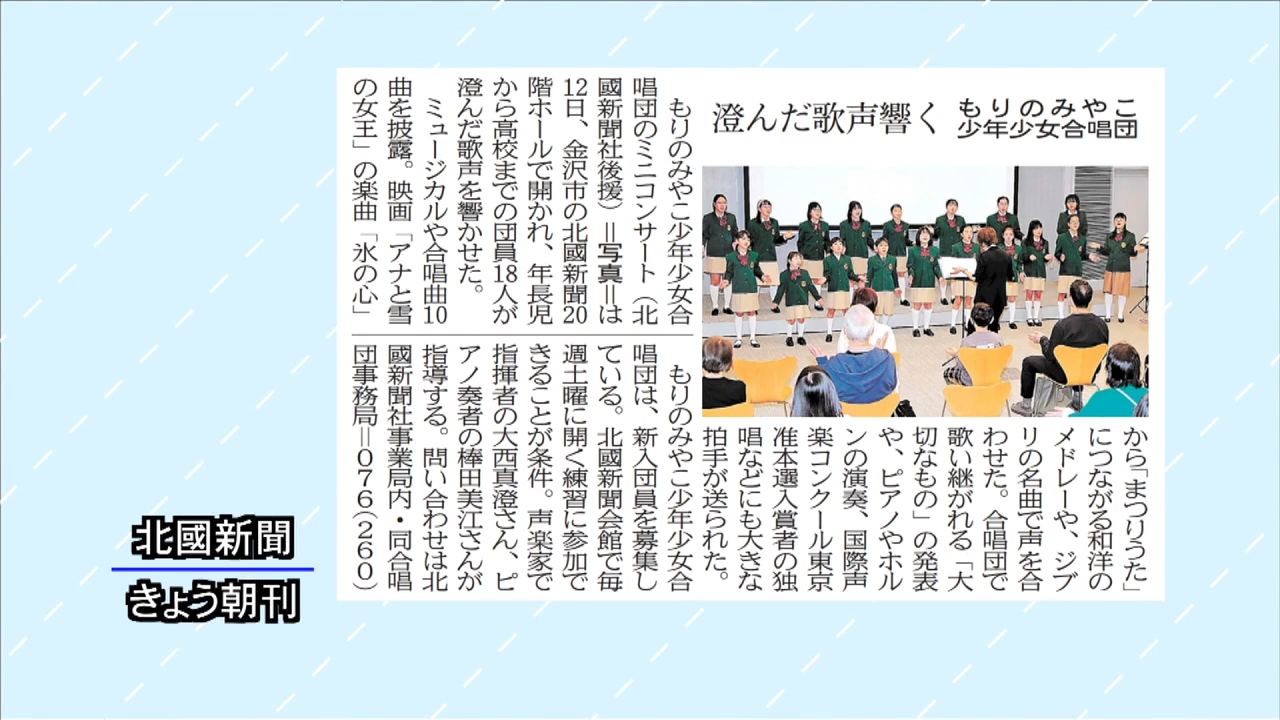 澄んだ歌声響く
もりのみやこ
少年少女合唱団
もりのみやこ少年少女合
唱団のミニコンサート（北
國新聞社後援）＝写真＝は
12日、金沢市の北國新聞20
階ホールで開かれ、年長児
から高校までの団員18人が
澄んだ歌声を響かせた。
ミュージカルや合唱曲10
曲を披露。映画「アナと雪
の女王」の楽曲「氷の心」
から「まつりうた」
につながる和洋の
メドレーや、ジブ
リの名曲で声を合
わせた。合唱団で
歌い継がれる「大
切なもの」の発表
や、ピアノやホル
ンの演奏、国際声
楽コンクール東京
准本選入賞者の独
唱などにも大きな
拍手が送られた。
もりのみやこ少年少女合
唱団は、新入団員を募集し
ている。北國新聞会館で毎
週土曜に開く練習に参加で
きることが条件。声楽家で
指揮者の大西真澄さん、ピ
アノ奏者の棒田美江さんが
指導する。問い合わせは北
國新聞社事業局内・同合唱
団事務局＝076（260）
北國新聞
きょう朝刊